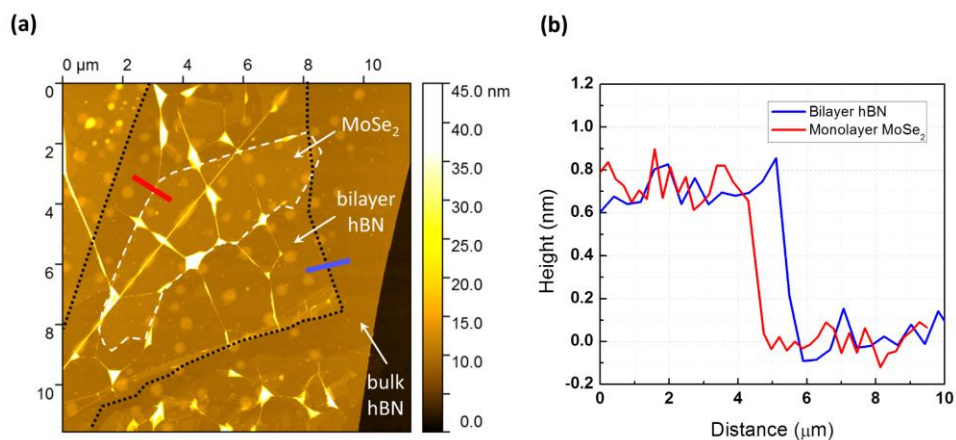 (a)
0 μm 2 4 6 8 10
0
2
4
6
8
10
MoSe₂
bilayer
hBN
bulk
hBN
45.0 nm
40.0
35.0
30.0
25.0
20.0
15.0
10.0
5.0
0.0
(b)
Bilayer hBN
Monolayer MoSe₂
Height (nm)
1.2
1.0
0.8
0.6
0.4
0.2
0.0
-0.2
0 2 4 6 8 10
Distance (μm)